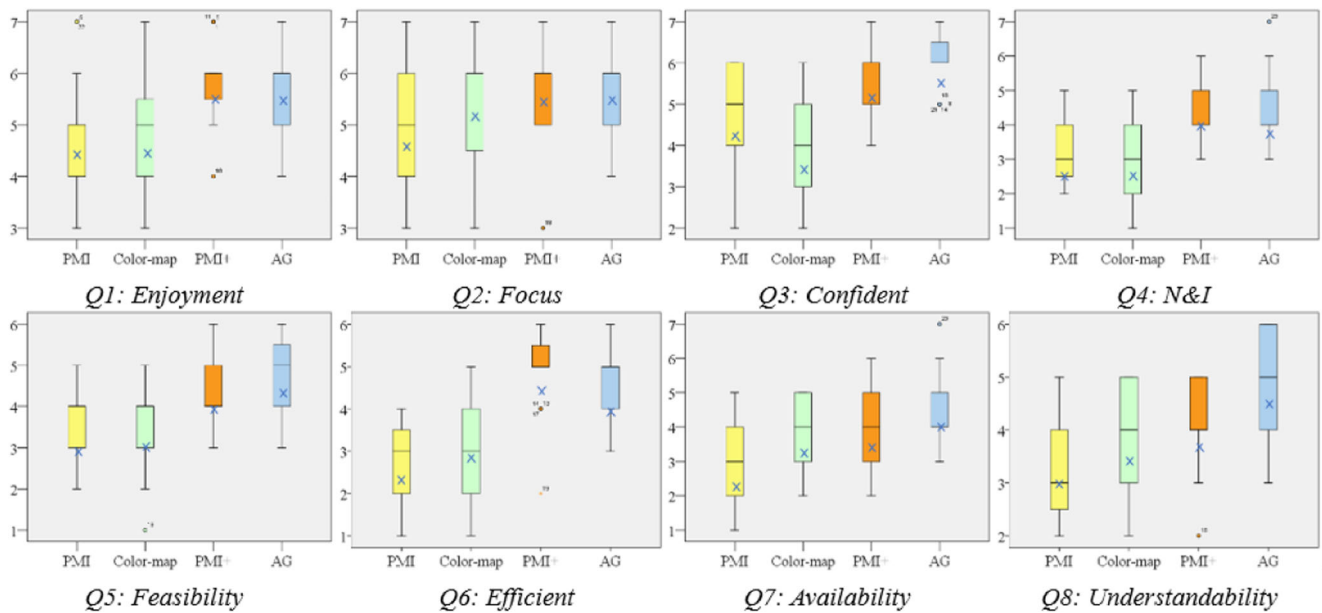 7 7 7 7
6 6 6 6
5 5 5 5
4 4 4 4
3 3 3 3
2 2
1
PMI Color-map PMI+ AG PMI Color-map PMI+ AG PMI Color-map PMI+ AG PMI Color-map PMI+ AG
Q1: Enjoyment Q2: Focus Q3: Confident Q4: N&I
6 6 7 6
5 5 6 5
4 4 5 4
3 3 4 3
2 2 3 2
1 1 2
1
PMI Color-map PMI+ AG PMI Color-map PMI+ AG PMI Color-map PMI+ AG PMI Color-map PMI+ AG
Q5: Feasibility Q6: Efficient Q7: Availability Q8: Understandability